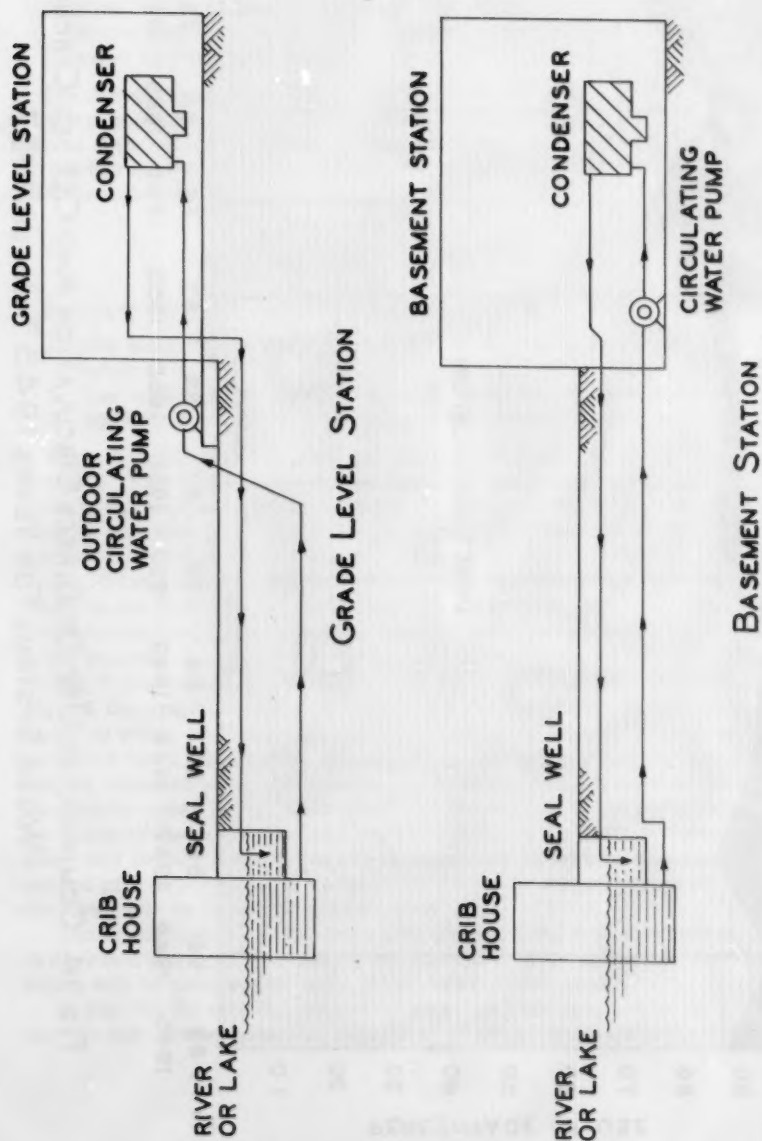 GRADE LEVEL STATION
CONDENSER
OUTDOOR
CIRCULATING
WATER PUMP
SEAL WELL
CRIB
HOUSE
RIVER
OR LAKE
GRADE LEVEL STATION
BASEMENT STATION
CONDENSER
CIRCULATING
WATER PUMP
SEAL WELL
CRIB
HOUSE
RIVER
OR LAKE
BASEMENT STATION